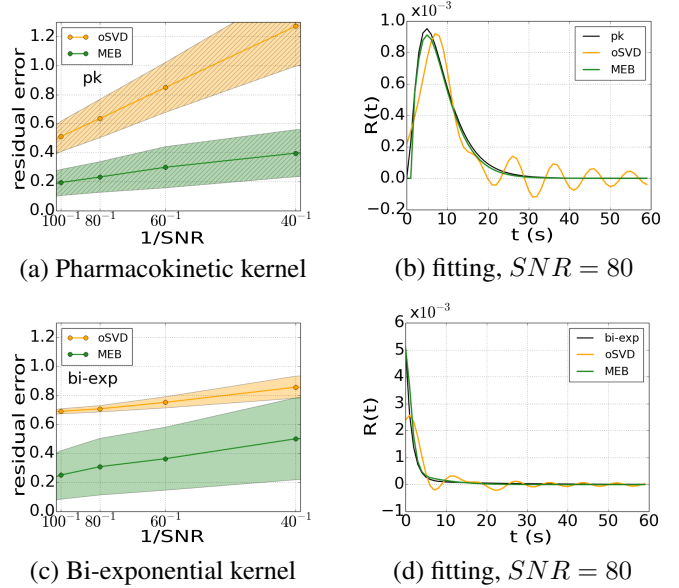 1.2
1.0
0.8
0.6
0.4
0.2
0.0
residual error
oSVD
MEB
pk
100⁻¹ 80⁻¹ 60⁻¹ 40⁻¹
1/SNR
(a) Pharmacokinetic kernel
1.0 ×10⁻³
0.8
0.6
0.4
0.2
0.0
−0.2
R(t)
pk
oSVD
MEB
0 10 20 30 40 50 60
t (s)
(b) fitting, SNR = 80
1.2
1.0
0.8
0.6
0.4
0.2
0.0
residual error
oSVD
MEB
bi-exp
100⁻¹ 80⁻¹ 60⁻¹ 40⁻¹
1/SNR
(c) Bi-exponential kernel
6 ×10⁻³
5
4
3
2
1
0
−1
R(t)
bi-exp
oSVD
MEB
0 10 20 30 40 50 60
t (s)
(d) fitting, SNR = 80